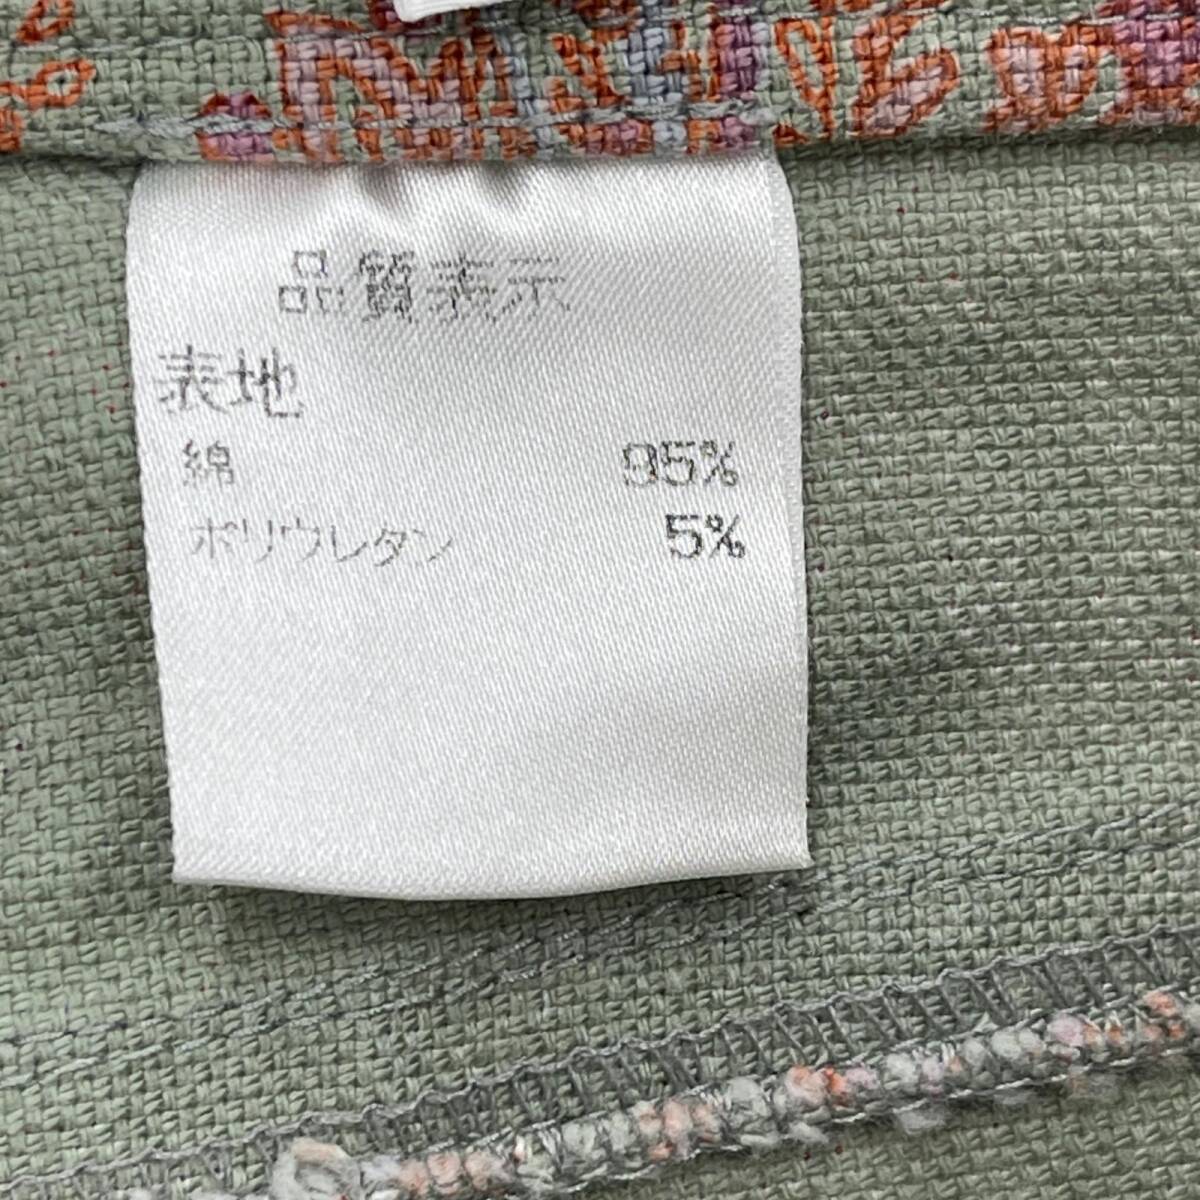 品質表示
表地
綿 95%
ポリウレタン 5%